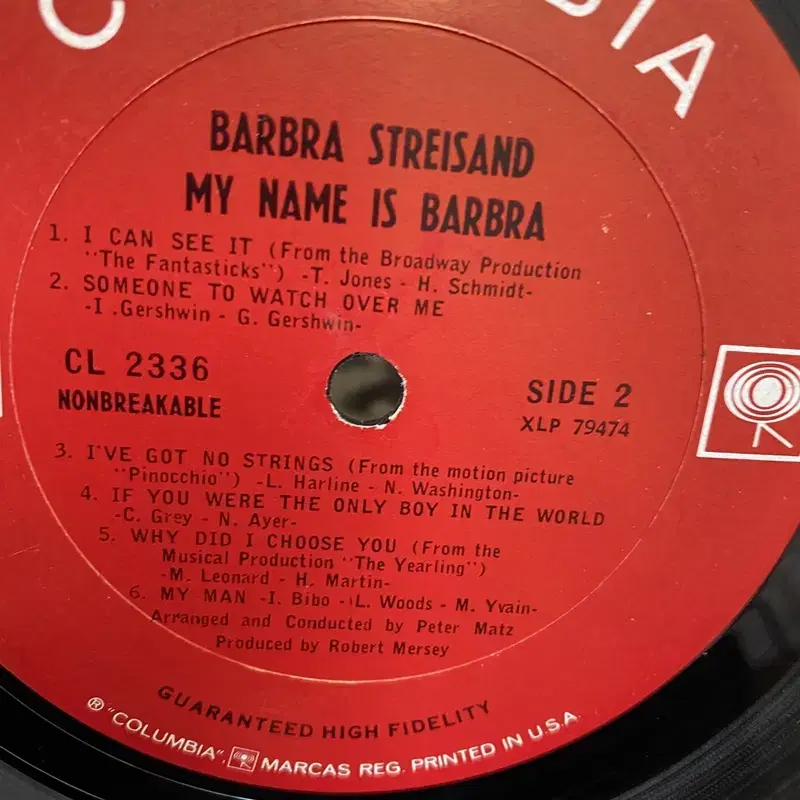 C
BIA
BARBRA STREISAND
MY NAME IS BARBRA
1. I CAN SEE IT (From the Broadway Production
"The Fantasticks") -T. Jones - H. Schmidt-
2. SOMEONE TO WATCH OVER ME
-I .Gershwin - G. Gershwin-
CL 2336
NONBREAKABLE
SIDE 2
XLP 79474
3. I'VE GOT NO STRINGS (From the motion picture
"Pinocchio") -L. Harline - N. Washington-
4. IF YOU WERE THE ONLY BOY IN THE WORLD
-C. Grey - N. Ayer-
5. WHY DID I CHOOSE YOU (From the
Musical Production "The Yearling")
-M. Leonard - H. Martin-
6. MY MAN -I. Bibo - L. Woods - M. Yvain-
Arranged and Conducted by Peter Matz
Produced by Robert Mersey
GUARANTEED HIGH FIDELITY
® "COLUMBIA", MARCAS REG. PRINTED IN U.S.A.